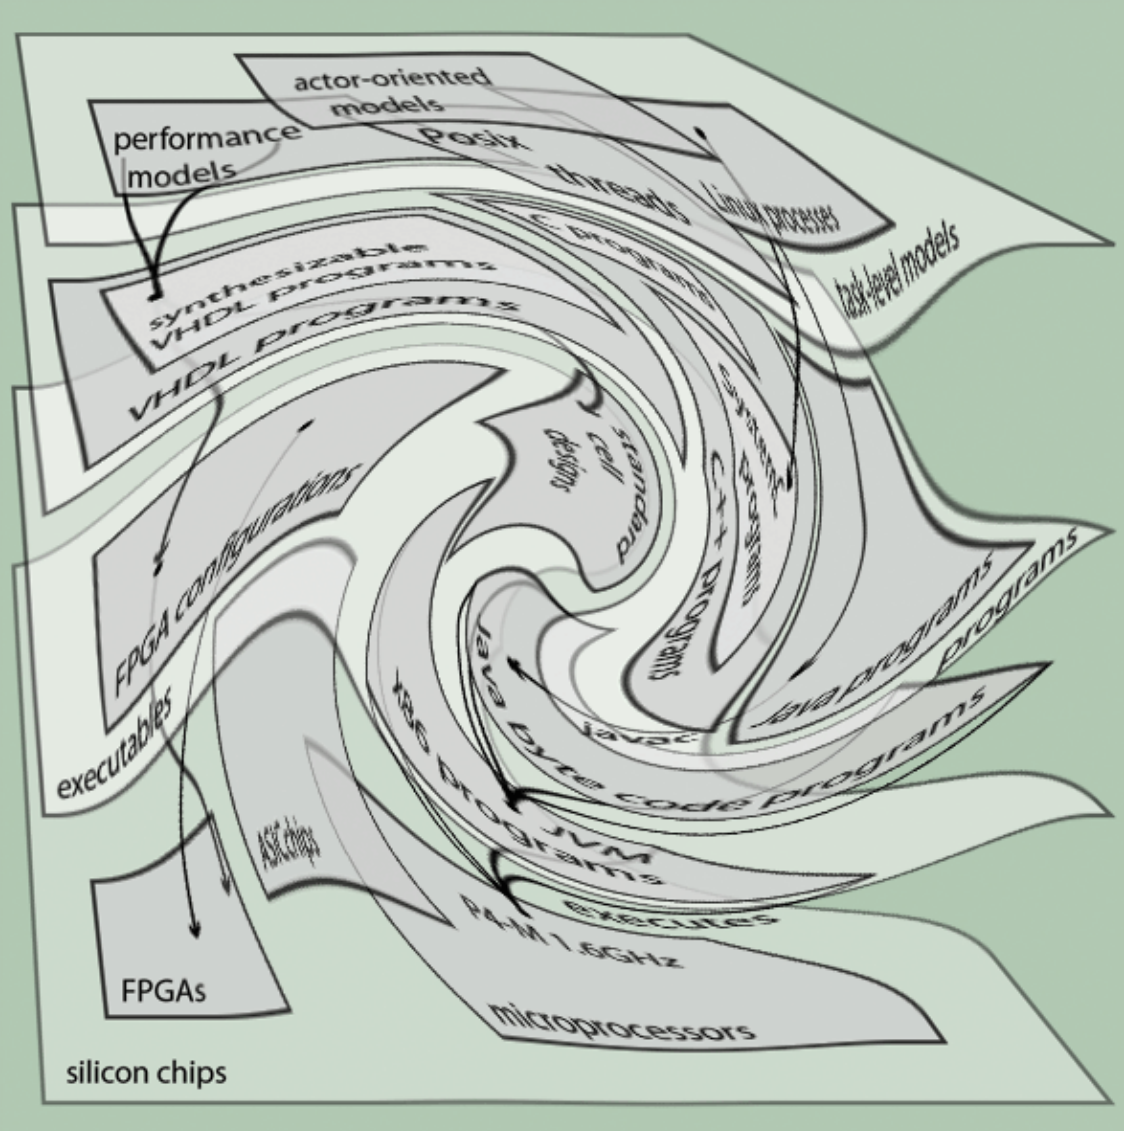 actor-oriented
models
performance
models
Posix
threads
Linux processes
task-level models
C programs
synthesizable
VHDL programs
VHDL programs
SystemC
programs
C++ programs
standard
cell
designs
FPGA configurations
Java programs
programs
Java byte code programs
javac
x86 programs
JVM
executables
executes
ASICchips
P4-M 1.6GHz
microprocessors
FPGAs
silicon chips